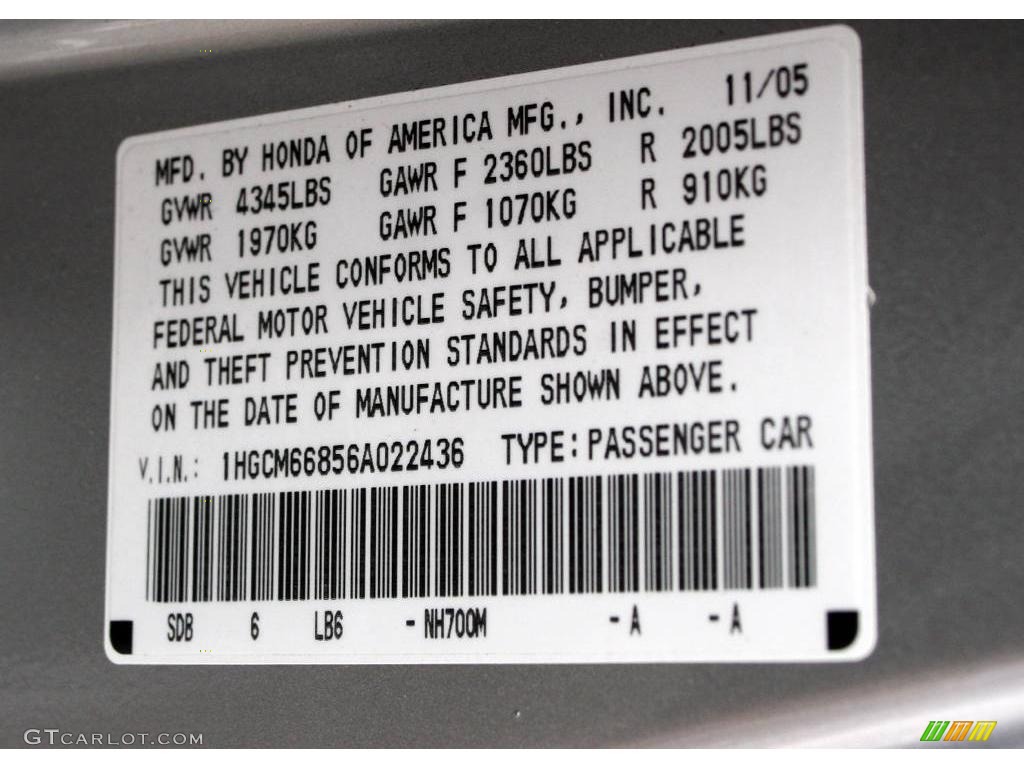 MFD. BY HONDA OF AMERICA MFG., INC. 11/05
GVWR 4345LBS GAWR F 2360LBS R 2005LBS
GVWR 1970KG GAWR F 1070KG R 910KG
THIS VEHICLE CONFORMS TO ALL APPLICABLE
FEDERAL MOTOR VEHICLE SAFETY, BUMPER,
AND THEFT PREVENTION STANDARDS IN EFFECT
ON THE DATE OF MANUFACTURE SHOWN ABOVE.
V.I.N.: 1HGCM66856A022436 TYPE: PASSENGER CAR
SDB 6 LB6 - NH700M - A - A
GTCARLOT.COM